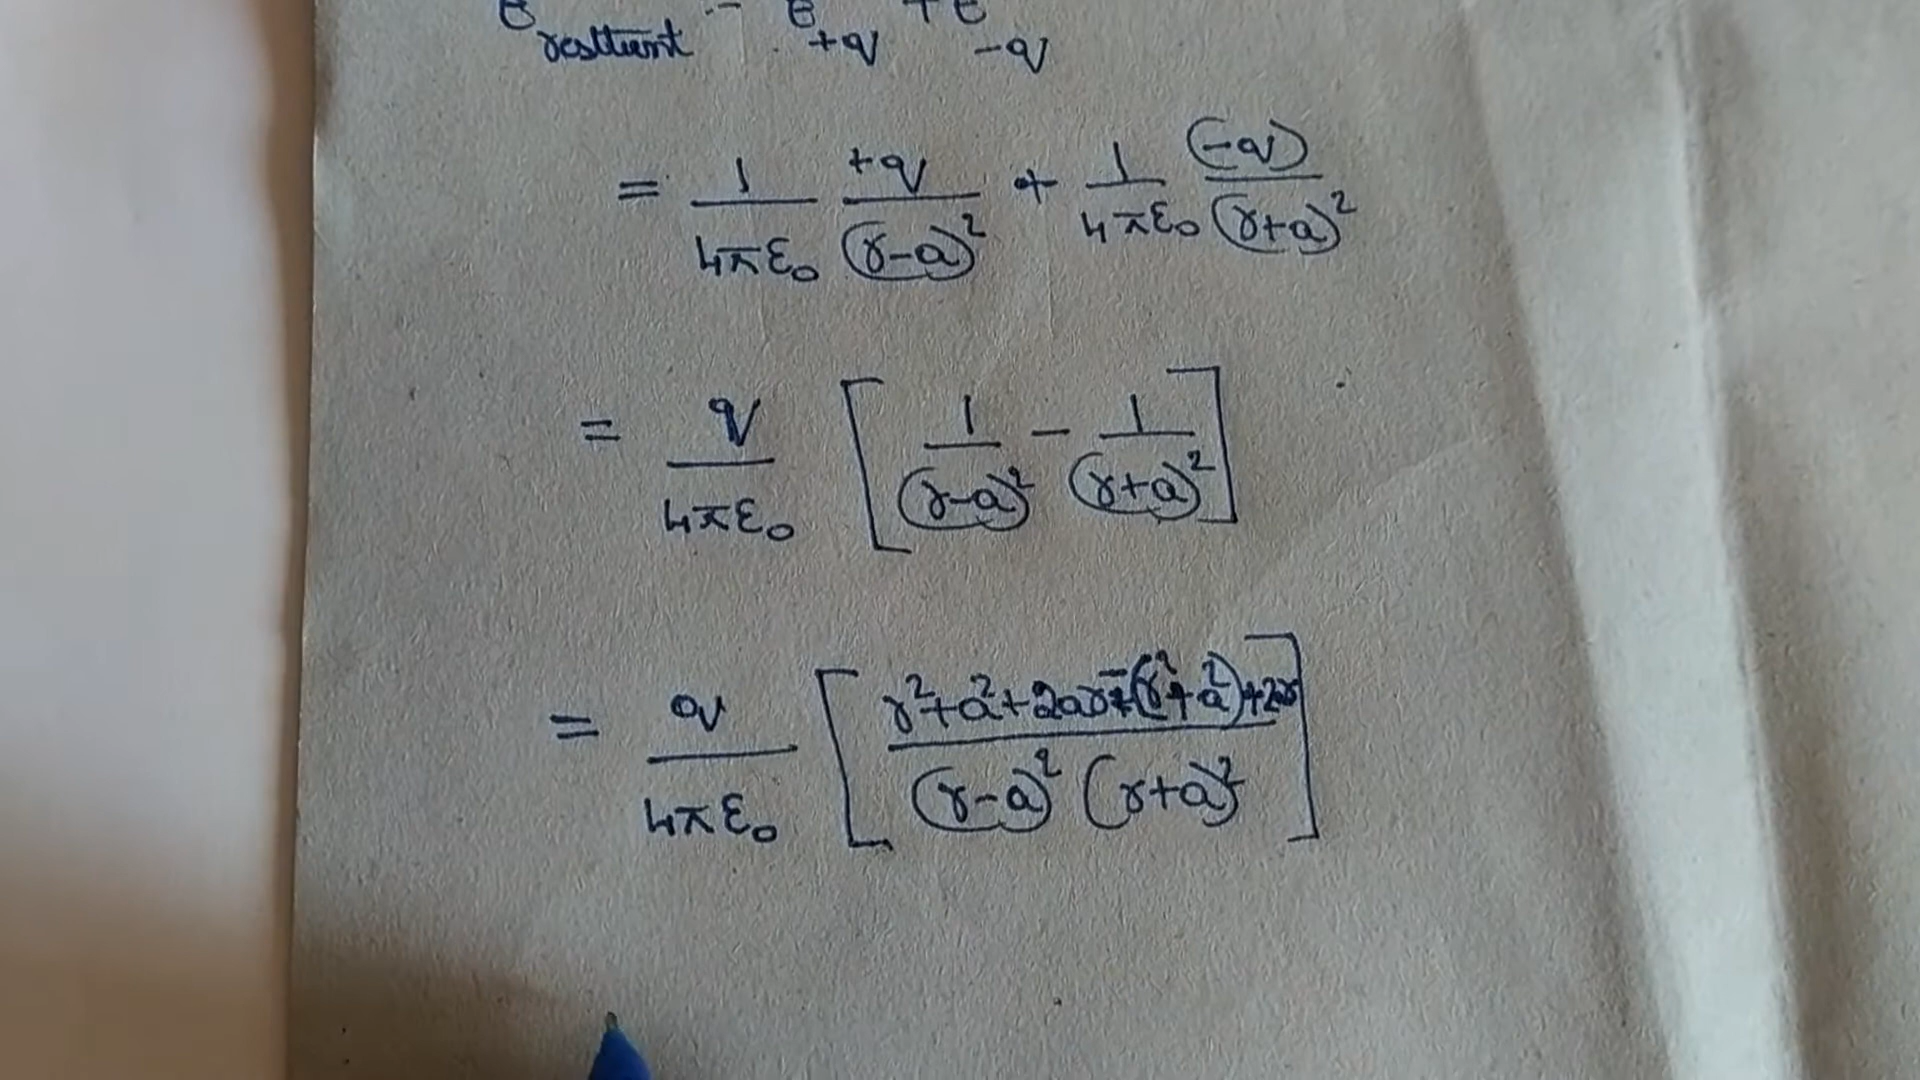 E resltunt = E +q + E -q
= 1/4πε₀ +q/(r-a)² + 1/4πε₀ (-q)/(r+a)²
= q/4πε₀ [1/(r-a)² - 1/(r+a)²]
= q/4πε₀ [r²+a²+2ar-(r²+a²)+2ar/(r-a)² (r+a)²]